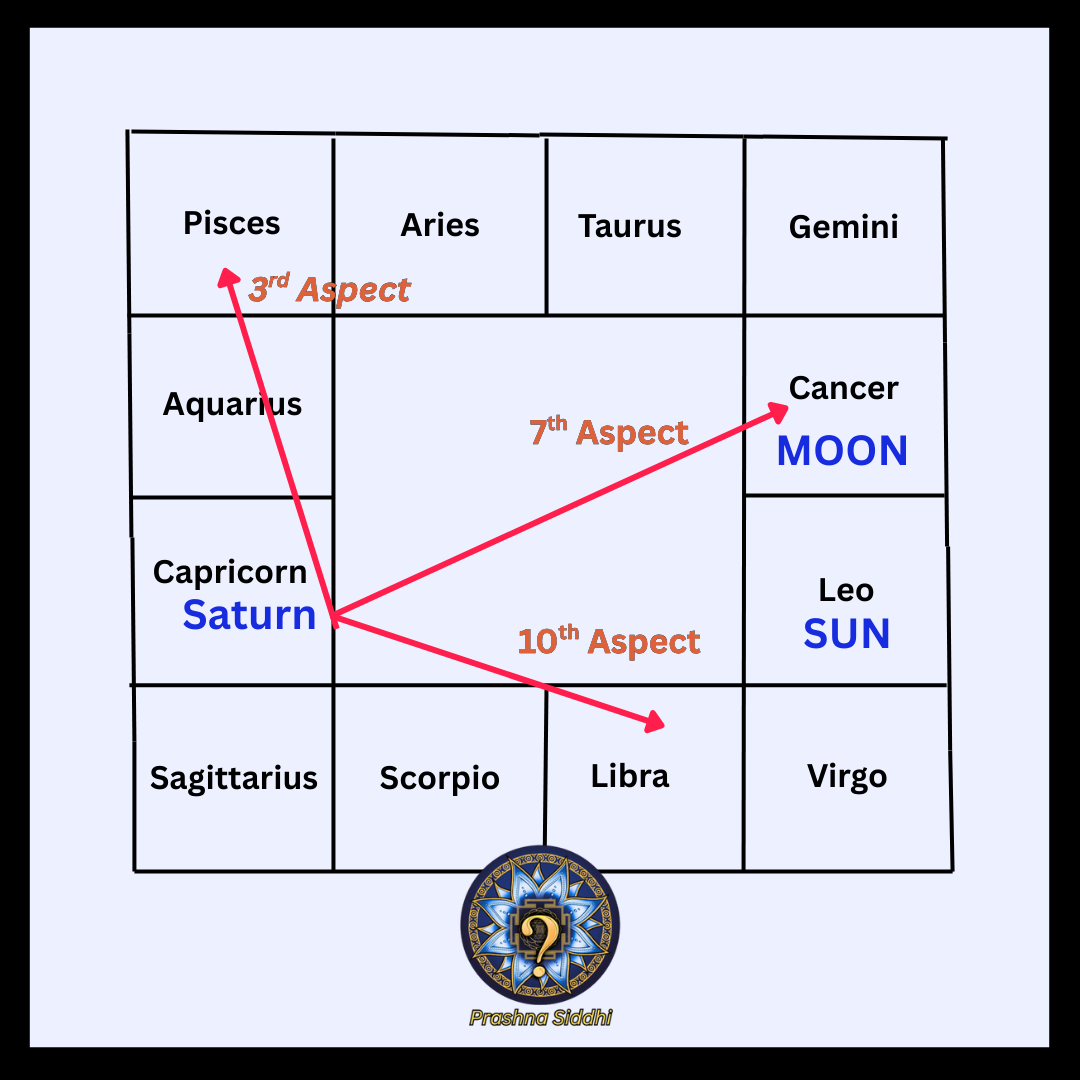 Pisces
Aries
Taurus
Gemini
3rd Aspect
Aquarius
7th Aspect
Cancer
MOON
Capricorn
Saturn
10th Aspect
Leo
SUN
Sagittarius
Scorpio
Libra
Virgo
?
Prashna Siddhi